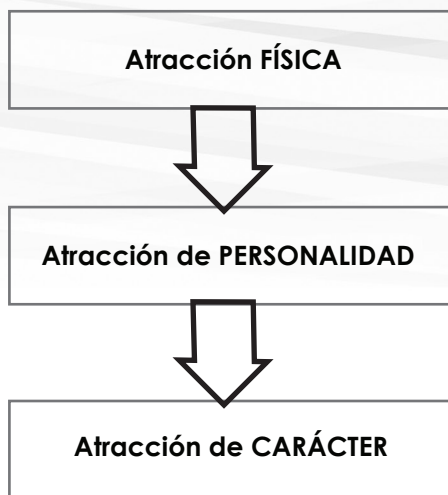 Atracción FÍSICA
Atracción de PERSONALIDAD
Atracción de CARÁCTER